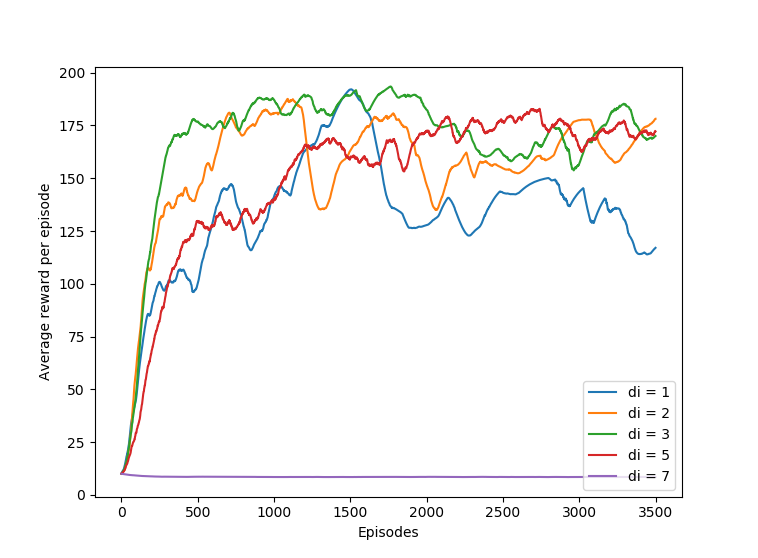 200
175
150
125
100
75
50
25
0
Average reward per episode
di = 1
di = 2
di = 3
di = 5
di = 7
0 500 1000 1500 2000 2500 3000 3500
Episodes